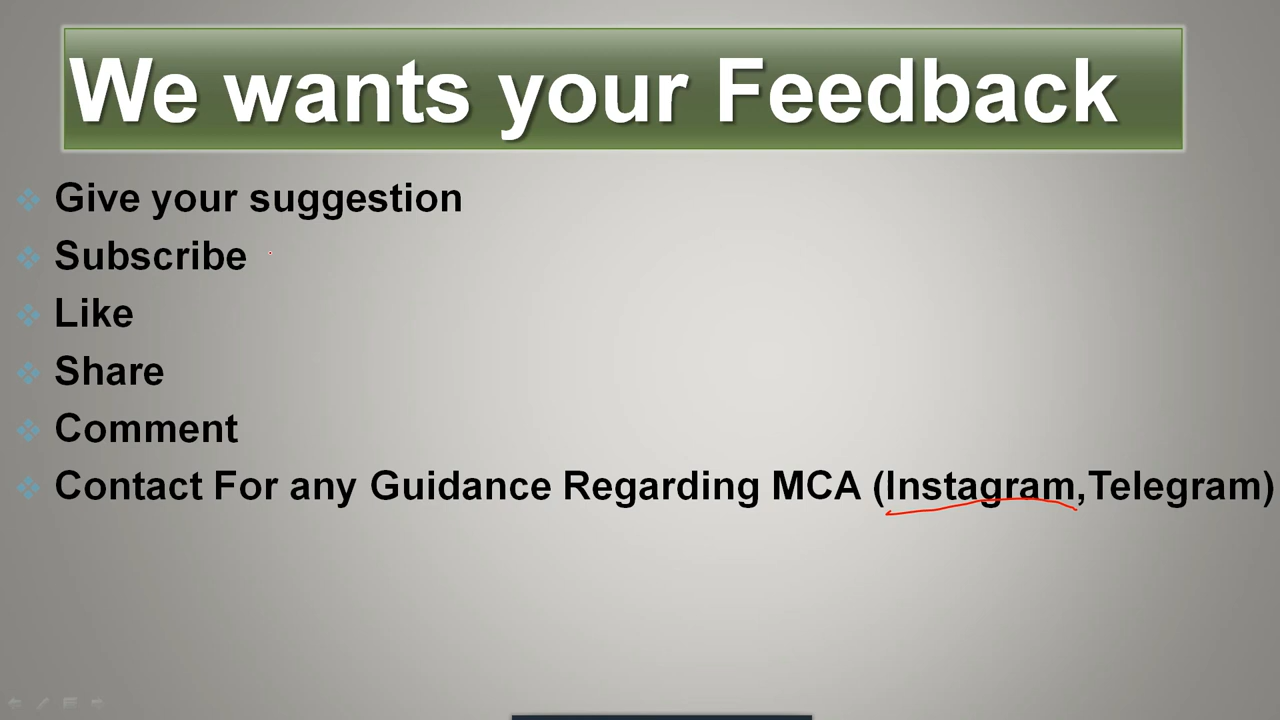 We wants your Feedback
Give your suggestion
Subscribe
Like
Share
Comment
Contact For any Guidance Regarding MCA (Instagram,Telegram)